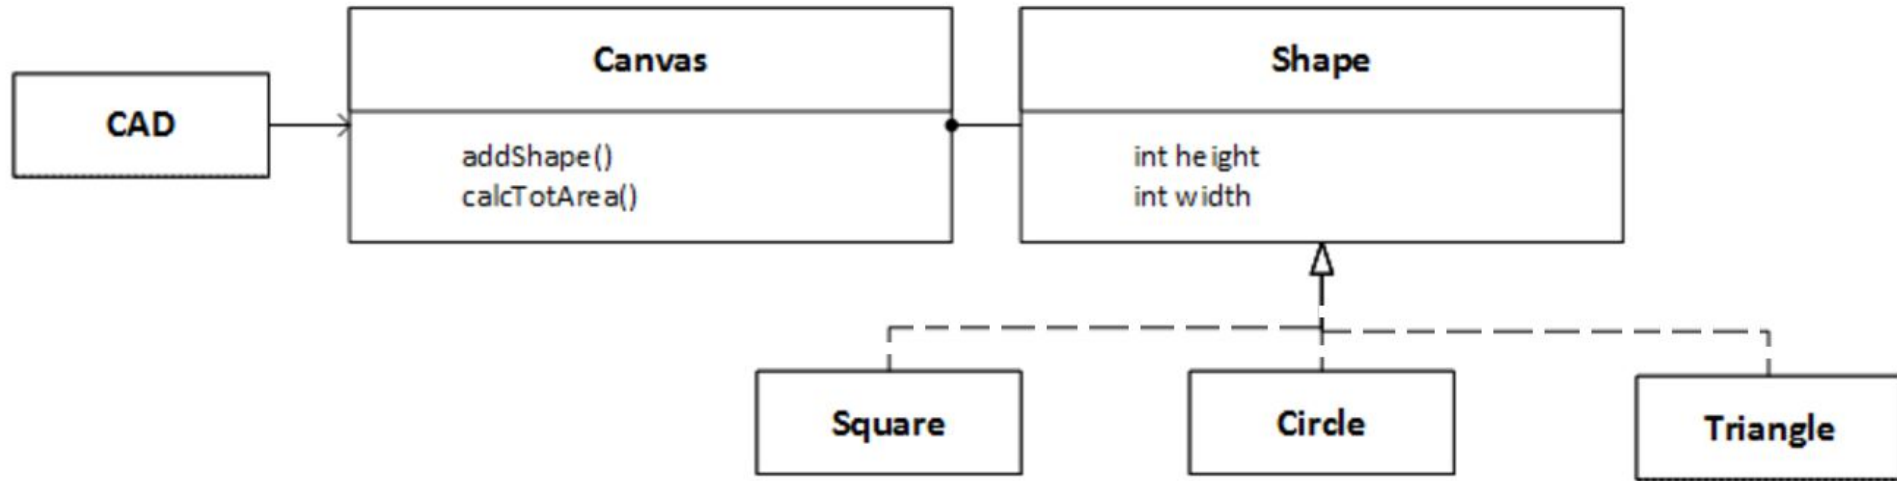 CAD
Canvas
addShape()
calcTotArea()
Shape
int height
int width
Square
Circle
Triangle